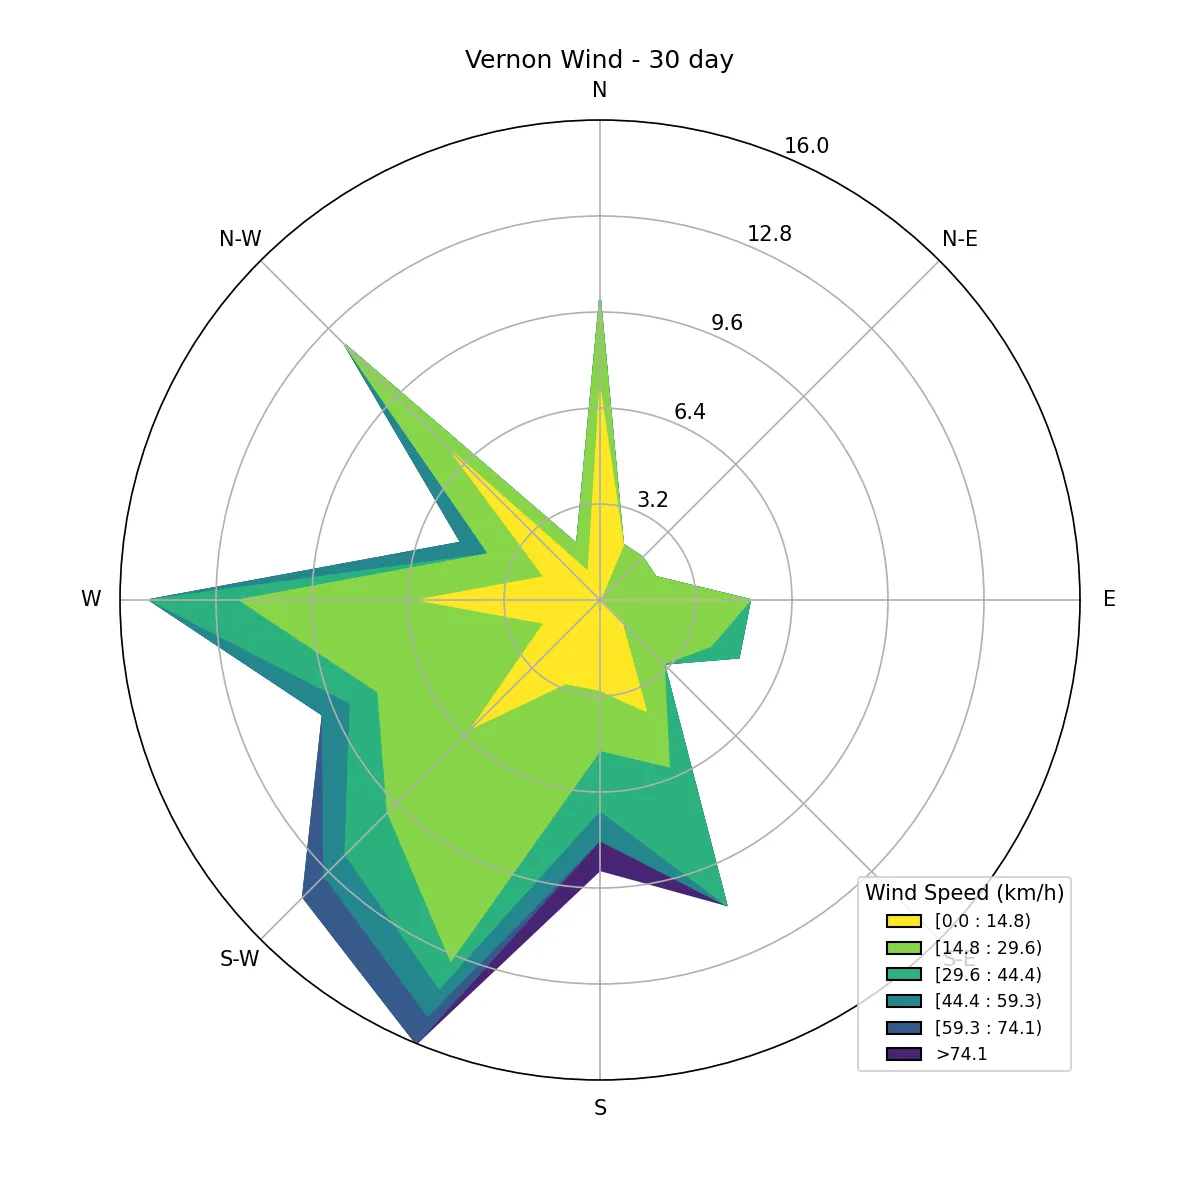 Vernon Wind - 30 day
N
16.0
N-W
12.8
N-E
9.6
6.4
3.2
W
E
Wind Speed (km/h)
[0.0 : 14.8)
[14.8 : 29.6)
S-W
S-E
[29.6 : 44.4)
[44.4 : 59.3)
[59.3 : 74.1)
>74.1
S